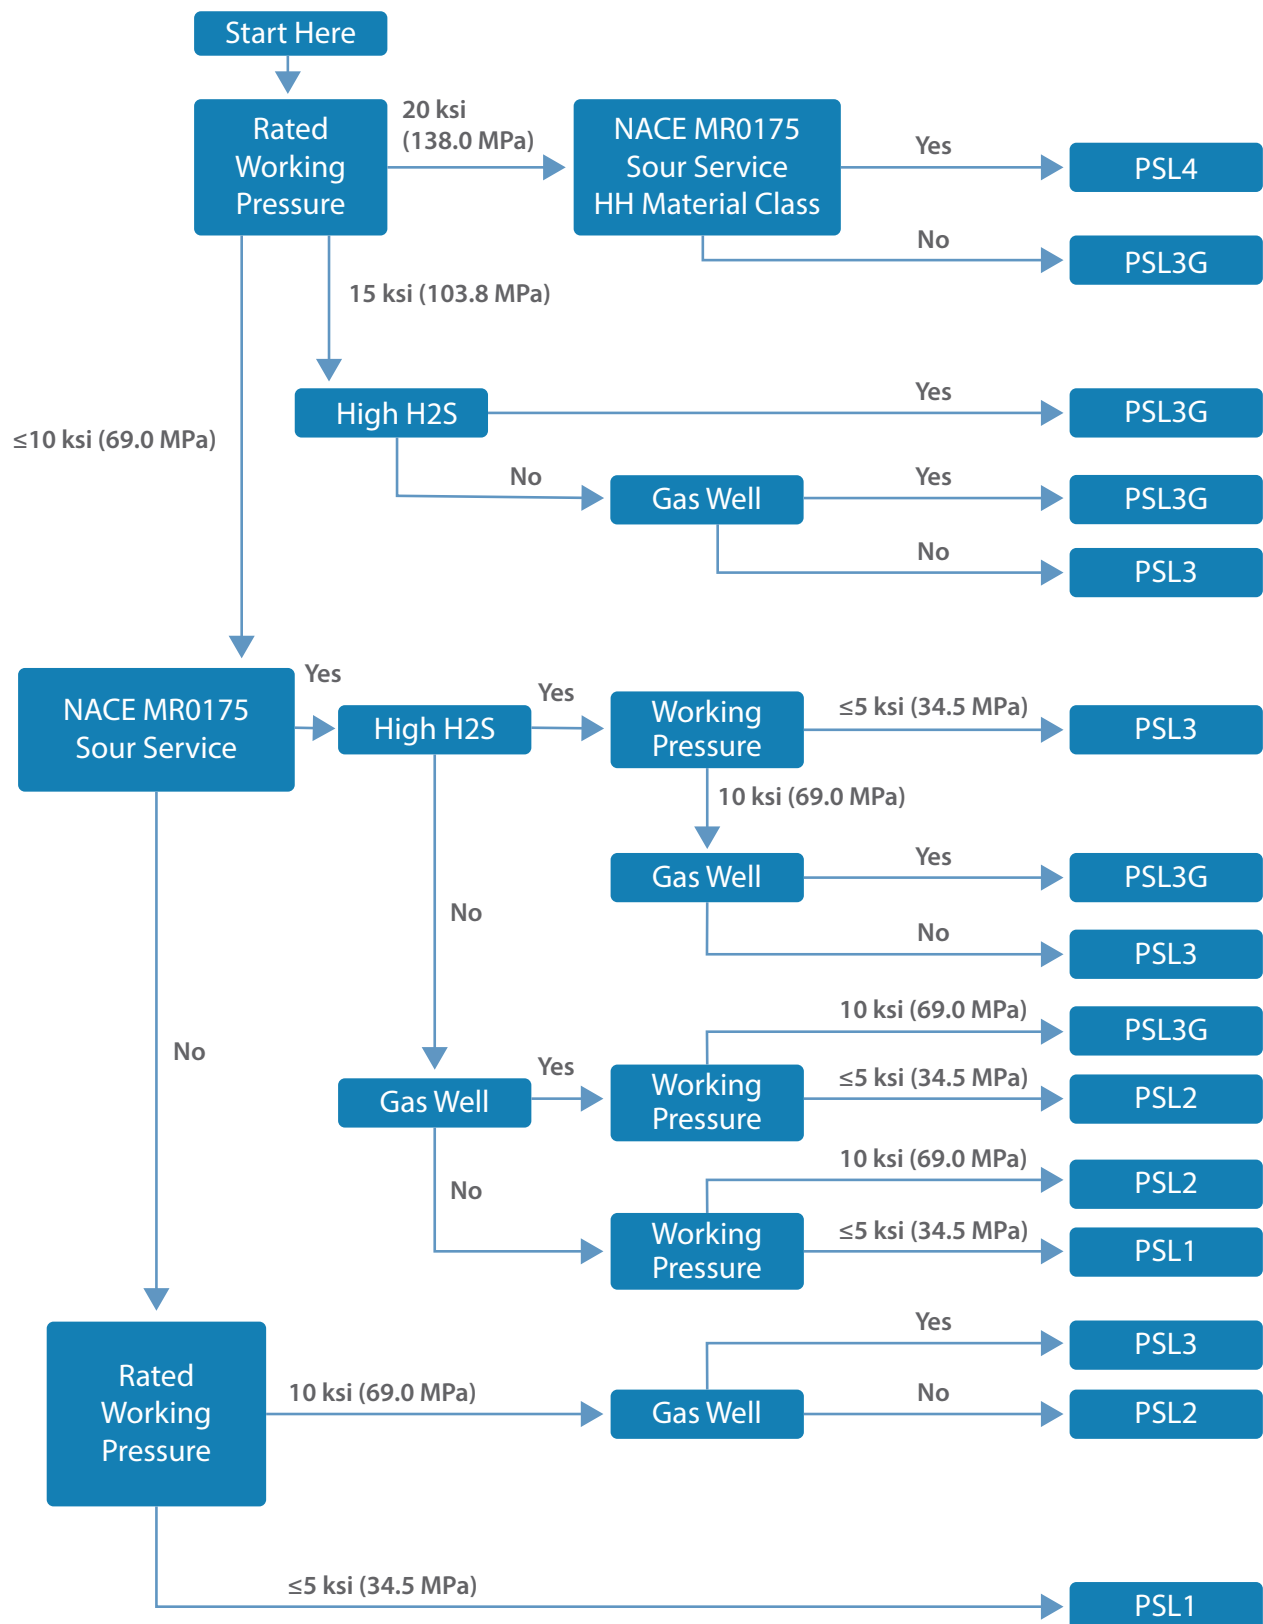 Start Here
Rated
Working
Pressure
20 ksi
(138.0 MPa)
NACE MR0175
Sour Service
HH Material Class
Yes
PSL4
No
PSL3G
15 ksi (103.8 MPa)
≤10 ksi (69.0 MPa)
High H2S
Yes
PSL3G
No
Gas Well
Yes
PSL3G
No
PSL3
NACE MR0175
Sour Service
Yes
High H2S
Yes
Working
Pressure
≤5 ksi (34.5 MPa)
PSL3
10 ksi (69.0 MPa)
Gas Well
Yes
PSL3G
No
PSL3
No
Gas Well
Yes
Working
Pressure
10 ksi (69.0 MPa)
PSL3G
≤5 ksi (34.5 MPa)
PSL2
No
Working
Pressure
10 ksi (69.0 MPa)
PSL2
≤5 ksi (34.5 MPa)
PSL1
No
Rated
Working
Pressure
10 ksi (69.0 MPa)
Gas Well
Yes
PSL3
No
PSL2
≤5 ksi (34.5 MPa)
PSL1